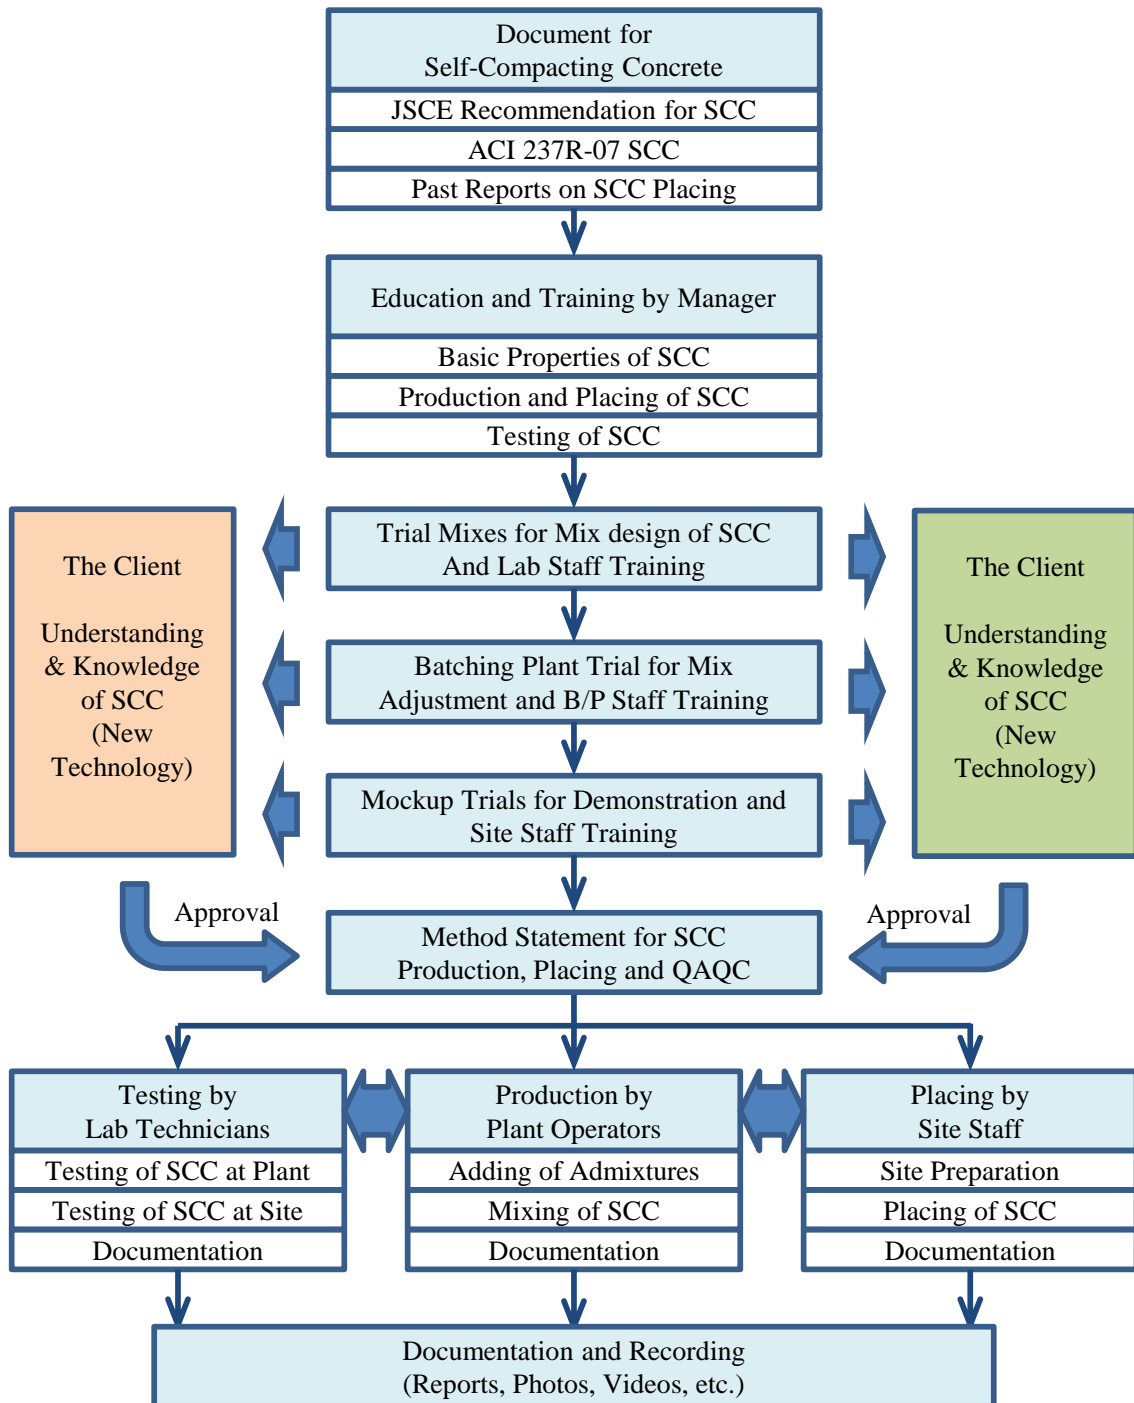 Document for
Self-Compacting Concrete
JSCE Recommendation for SCC
ACI 237R-07 SCC
Past Reports on SCC Placing
Education and Training by Manager
Basic Properties of SCC
Production and Placing of SCC
Testing of SCC
The Client
Understanding
& Knowledge
of SCC
(New
Technology)
Trial Mixes for Mix design of SCC
And Lab Staff Training
Batching Plant Trial for Mix
Adjustment and B/P Staff Training
Mockup Trials for Demonstration and
Site Staff Training
The Client
Understanding
& Knowledge
of SCC
(New
Technology)
Approval
Approval
Method Statement for SCC
Production, Placing and QAQC
Testing by
Lab Technicians
Testing of SCC at Plant
Testing of SCC at Site
Documentation
Production by
Plant Operators
Adding of Admixtures
Mixing of SCC
Documentation
Placing by
Site Staff
Site Preparation
Placing of SCC
Documentation
Documentation and Recording
(Reports, Photos, Videos, etc.)